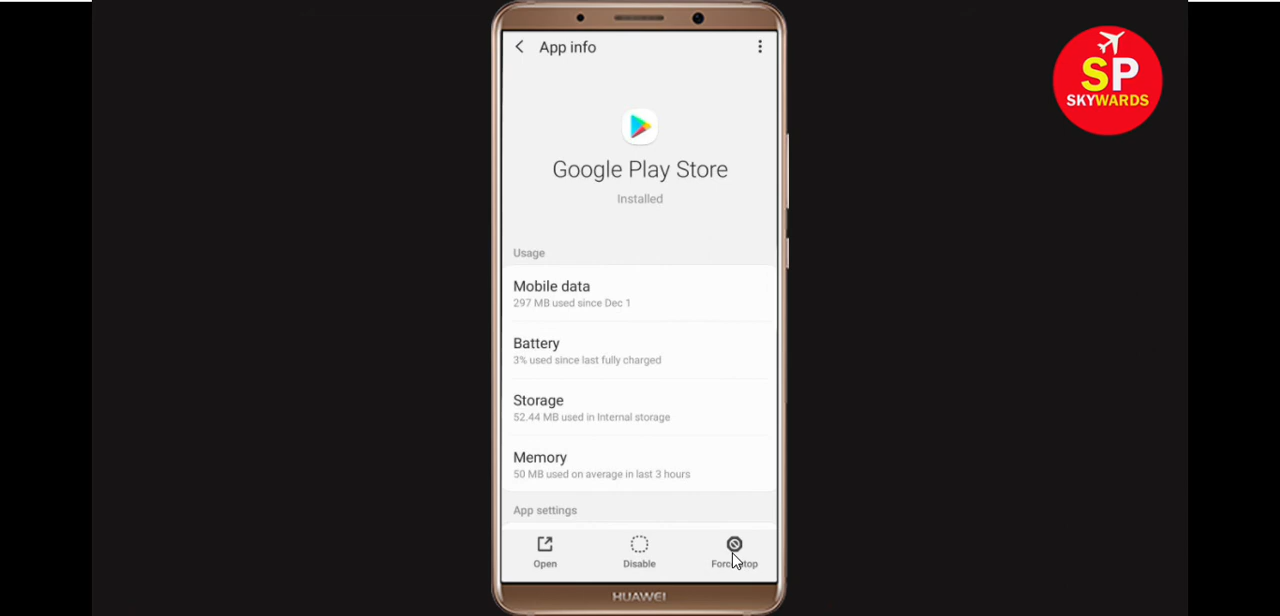 App info
SP
SKYWARDS
Google Play Store
Installed
Usage
Mobile data
297 MB used since Dec 1
Battery
3% used since last fully charged
Storage
52.44 MB used in Internal storage
Memory
50 MB used on average in last 3 hours
App settings
Open
Disable
Force stop
HUAWEI